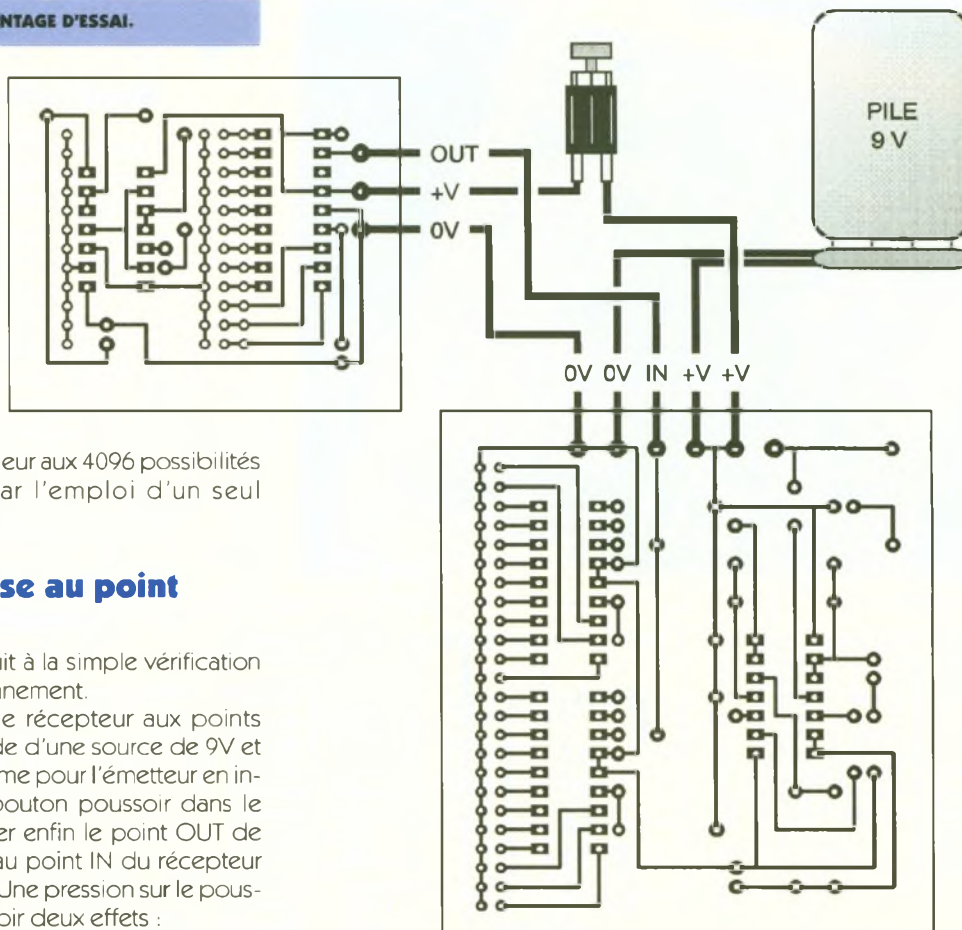 NTAGE D'ESSAI.
PILE
9 V
OUT
+V
0V
0V 0V IN +V +V
eur aux 4096 possibilités
ar l'emploi d'un seul
se au point
it à la simple vérification
nement.
e récepteur aux points
de d'une source de 9V et
me pour l'émetteur en in-
bouton poussoir dans le
er enfin le point OUT de
au point IN du récepteur
Une pression sur le pous-
oir deux effets :